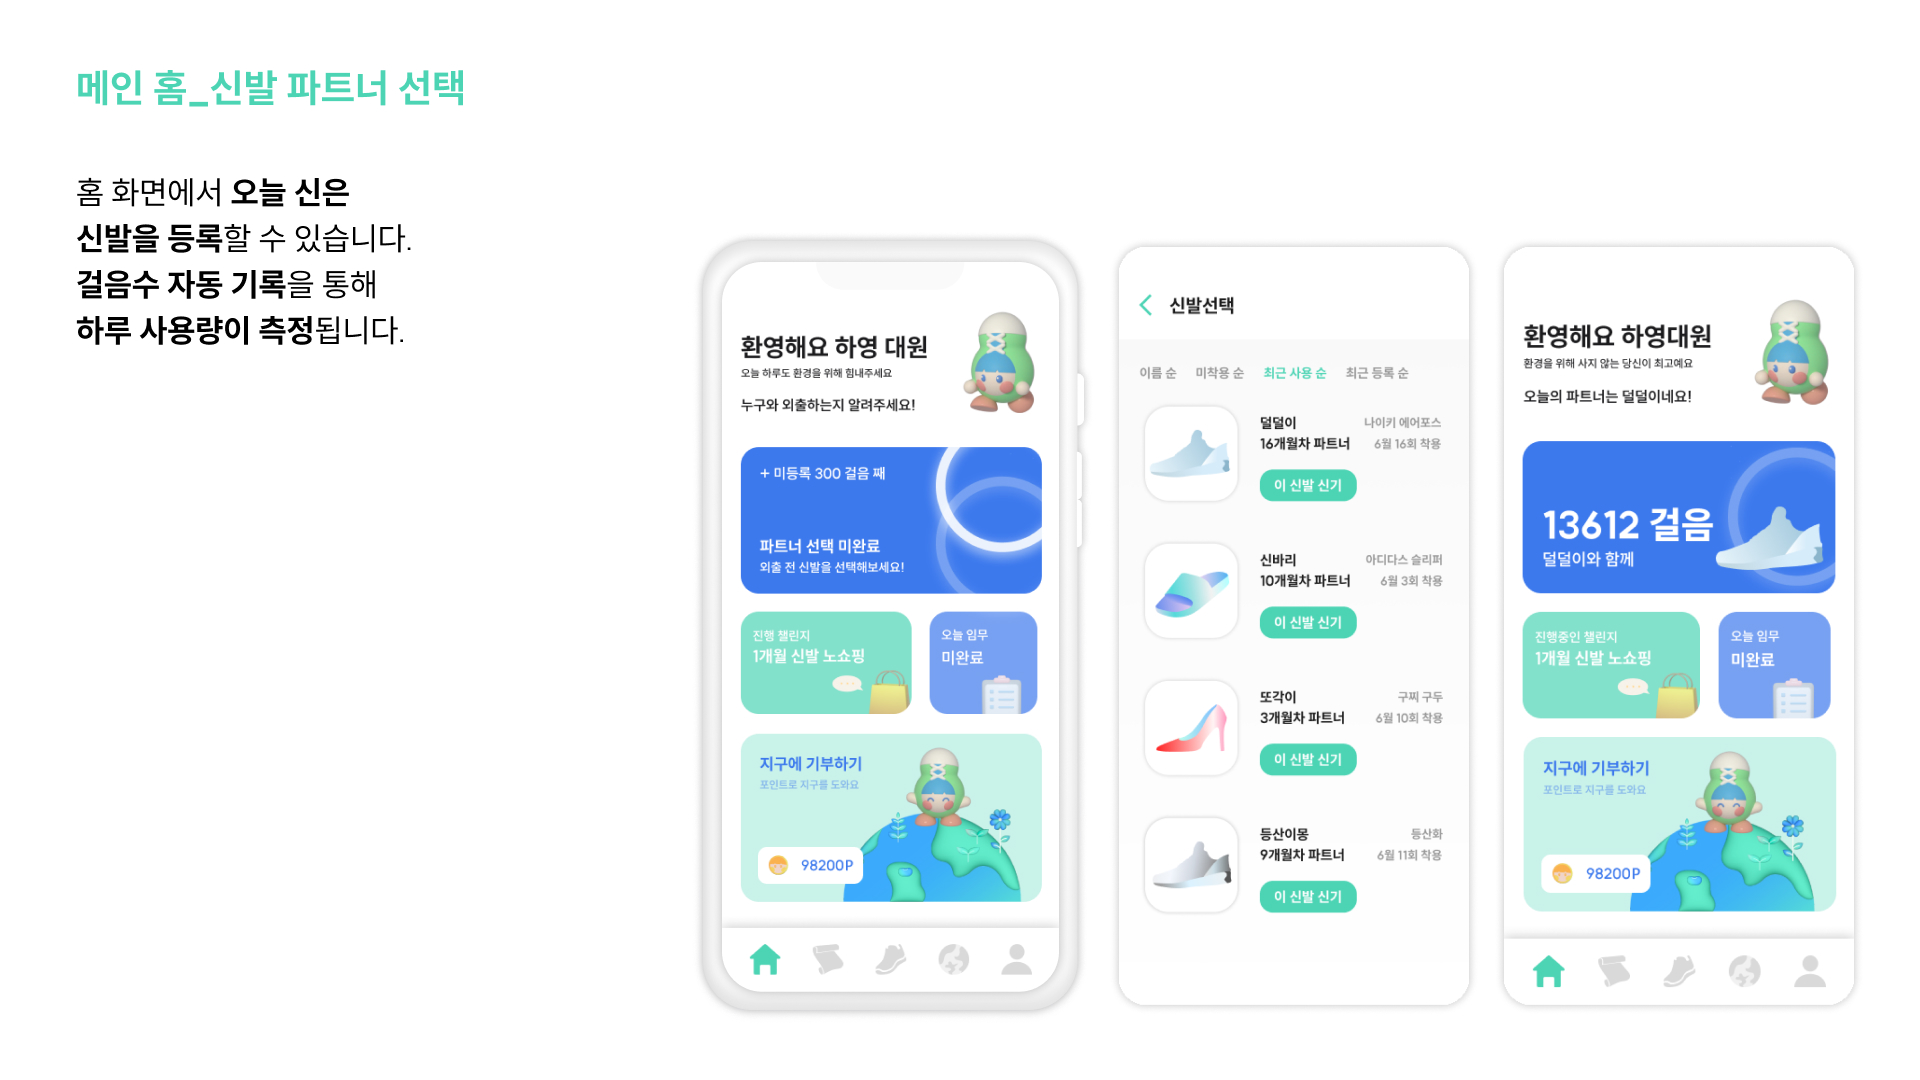 메인 홈_신발 파트너 선택
홈 화면에서 오늘 신은
신발을 등록할 수 있습니다.
걸음수 자동 기록을 통해
하루 사용량이 측정됩니다.
환영해요 하영 대원
오늘 하루도 환경을 위해 힘내주세요
누구와 외출하는지 알려주세요!
+ 미등록 300 걸음 째
파트너 선택 미완료
외출 전 신발을 선택해보세요!
진행 챌린지
1개월 신발 노쇼핑
오늘 임무
미완료
지구에 기부하기
포인트로 지구를 도와요
98200P
신발선택
이름 순 미착용 순 최근 사용 순 최근 등록 순
덜덜이 나이키 에어포스
16개월차 파트너 6월 16회 착용
이 신발 신기
신바리 아디다스 슬리퍼
10개월차 파트너 6월 3회 착용
이 신발 신기
또각이 구찌 구두
3개월차 파트너 6월 10회 착용
이 신발 신기
등산이몽 등산화
9개월차 파트너 6월 11회 착용
이 신발 신기
환영해요 하영대원
환경을 위해 사지 않는 당신이 최고예요
오늘의 파트너는 덜덜이네요!
13612 걸음
덜덜이와 함께
진행중인 챌린지
1개월 신발 노쇼핑
오늘 임무
미완료
지구에 기부하기
포인트로 지구를 도와요
98200P